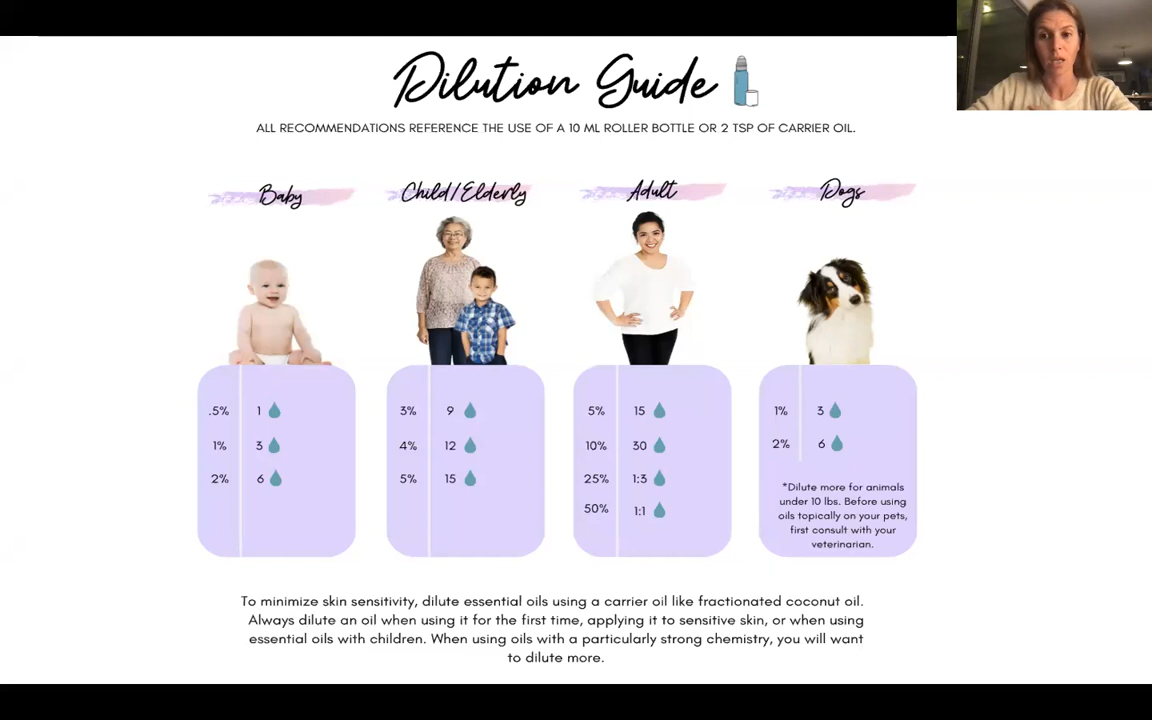 Dilution Guide
ALL RECOMMENDATIONS REFERENCE THE USE OF A 10 ML ROLLER BOTTLE OR 2 TSP OF CARRIER OIL.
Baby
.5% 1
1% 3
2% 6
Child/Elderly
3% 9
4% 12
5% 15
Adult
5% 15
10% 30
25% 1:3
50% 1:1
Dogs
1% 3
2% 6
*Dilute more for animals
under 10 lbs. Before using
oils topically on your pets,
first consult with your
veterinarian.
To minimize skin sensitivity, dilute essential oils using a carrier oil like fractionated coconut oil.
Always dilute an oil when using it for the first time, applying it to sensitive skin, or when using
essential oils with children. When using oils with a particularly strong chemistry, you will want
to dilute more.